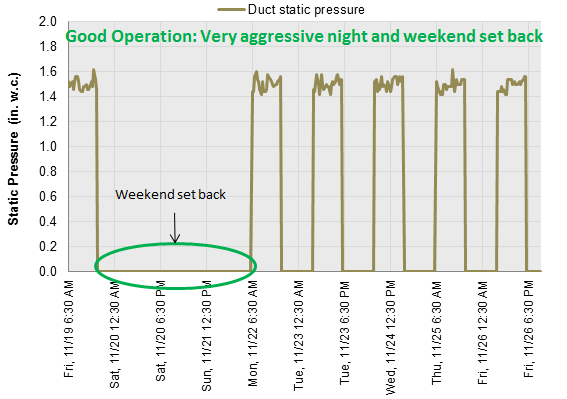 Duct static pressure
Good Operation: Very aggressive night and weekend set back
Static Pressure (in. w.c.)
2.0
1.8
1.6
1.4
1.2
1.0
0.8
0.6
0.4
0.2
0.0
Weekend set back
Fri, 11/19 6:30 AM
Sat, 11/20 12:30 AM
Sat, 11/20 6:30 PM
Sun, 11/21 12:30 PM
Mon, 11/22 6:30 AM
Tue, 11/23 12:30 AM
Tue, 11/23 6:30 PM
Wed, 11/24 12:30 PM
Thu, 11/25 6:30 AM
Fri, 11/26 12:30 AM
Fri, 11/26 6:30 PM